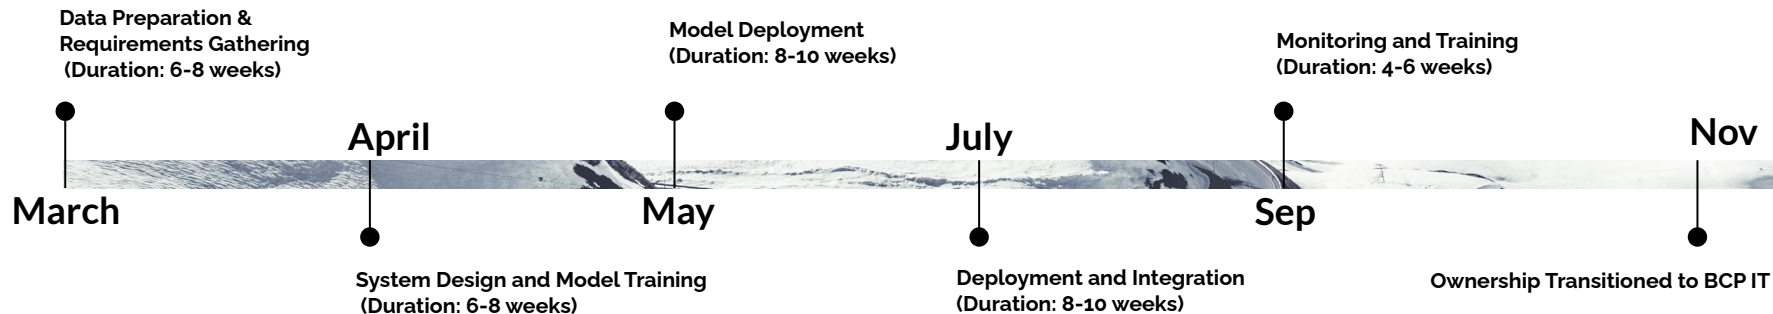 Data Preparation &
Requirements Gathering
(Duration: 6-8 weeks)
Model Deployment
(Duration: 8-10 weeks)
Monitoring and Training
(Duration: 4-6 weeks)
April
July
Nov
March
May
Sep
System Design and Model Training
(Duration: 6-8 weeks)
Deployment and Integration
(Duration: 8-10 weeks)
Ownership Transitioned to BCP IT